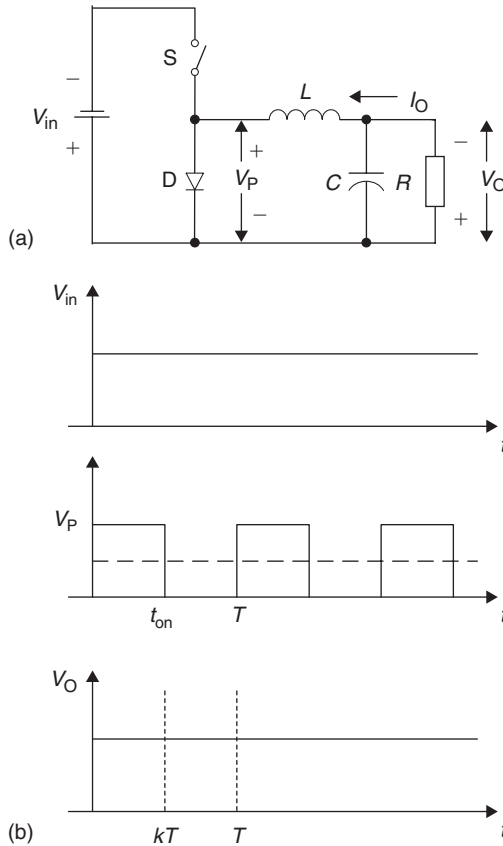 S
−
V_in
+
L
I_O
D
+
V_P
−
C
R
−
V_O
+
(a)
V_in
t
V_P
t_on
T
t
V_O
kT
T
t
(b)